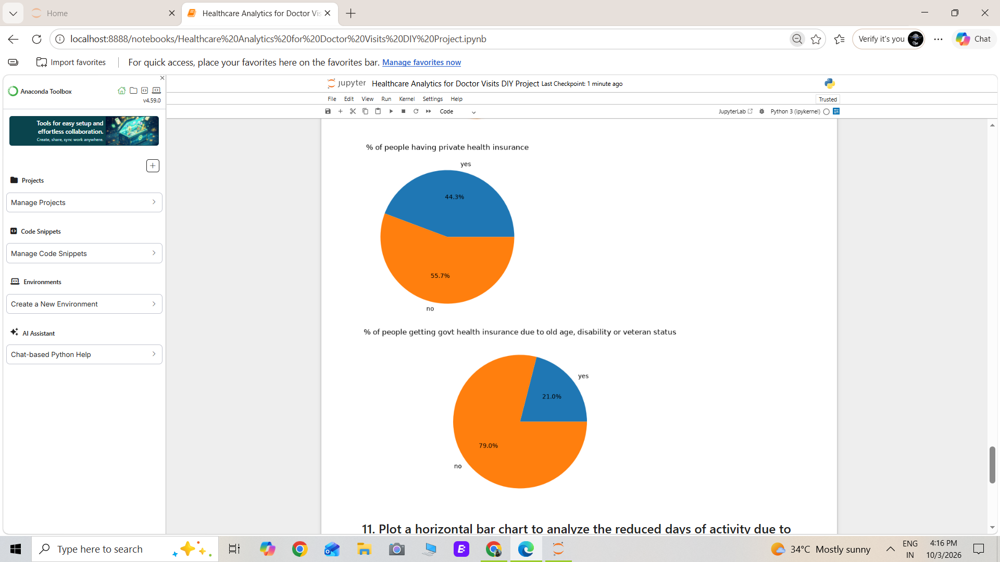 Home
Healthcare Analytics for Doctor Vis
localhost:8888/notebooks/Healthcare%20Analytics%20for%20Doctor%20Visits%20DIY%20Project.ipynb
Verify it's you
Chat
Import favorites
For quick access, place your favorites here on the favorites bar. Manage favorites now
Anaconda Toolbox
v4.59.0
Tools for easy setup and
effortless collaboration.
Create, share, sync work anywhere.
Projects
Manage Projects
Code Snippets
Manage Code Snippets
Environments
Create a New Environment
AI Assistant
Chat-based Python Help
jupyter Healthcare Analytics for Doctor Visits DIY Project Last Checkpoint: 1 minute ago
File Edit View Run Kernel Settings Help
Trusted
Code
JupyterLab
Python 3 (ipykernel)
% of people having private health insurance
yes
44.3%
55.7%
no
% of people getting govt health insurance due to old age, disability or veteran status
yes
21.0%
79.0%
no
11. Plot a horizontal bar chart to analyze the reduced days of activity due to
Type here to search
34°C Mostly sunny
ENG
IN
4:16 PM
10/3/2026